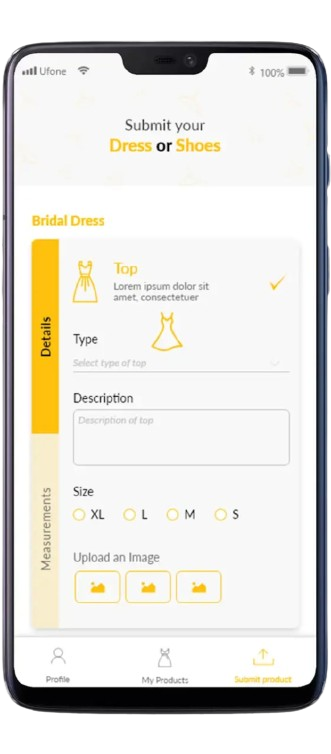 Ufone
100%
Submit your
Dress or Shoes
Bridal Dress
Details
Top
Lorem ipsum dolor sit
amet, consectetuer
Type
Select type of top
Description
Description of top
Measurements
Size
XL L M S
Upload an Image
Profile My Products Submit product